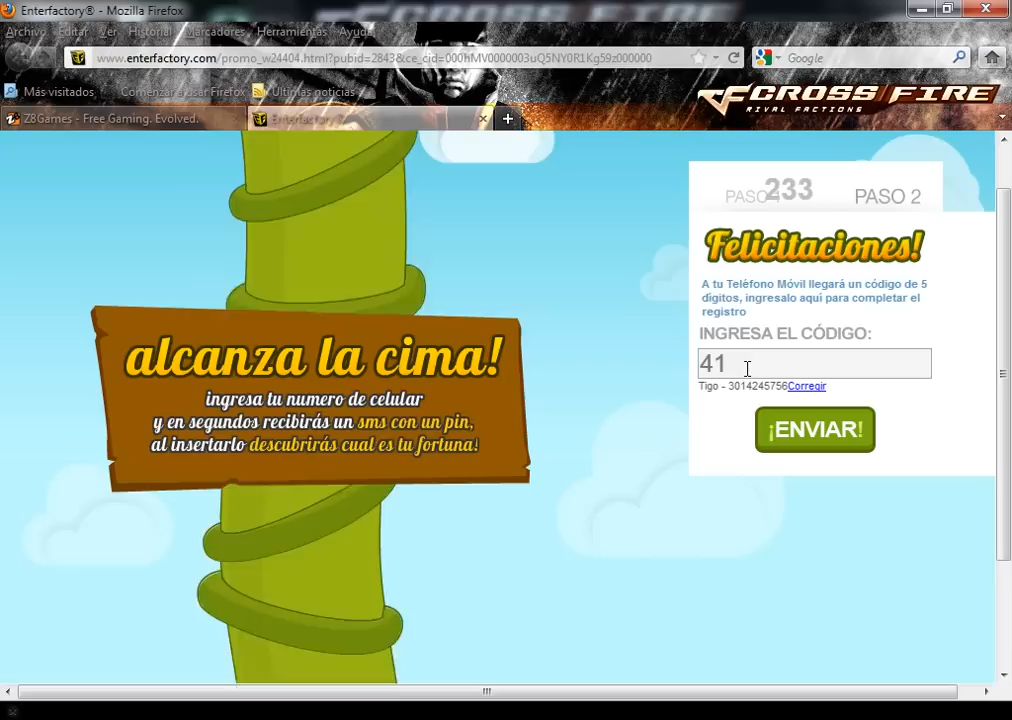 Enterfactory® - Mozilla Firefox
Archivo Editar Ver Historial Marcadores Herramientas Ayuda
www.enterfactory.com/promo_w24404.html?pubid=2843&ce_cid=000hMV0000003uQ5NY0R1Kg59z000000
Google
Más visitados Comenzar a usar Firefox Últimas noticias
CROSS FIRE
RIVAL FACTIONS
Z8Games - Free Gaming. Evolved.
Enterfactory®
PASO 233 PASO 2
Felicitaciones!
A tu Teléfono Móvil llegará un código de 5
dígitos, ingresalo aquí para completar el
registro
INGRESA EL CÓDIGO:
41
Tigo - 3014245756Corregir
¡ENVIAR!
alcanza la cima!
ingresa tu numero de celular
y en segundos recibirás un sms con un pin,
al insertarlo descubrirás cual es tu fortuna!